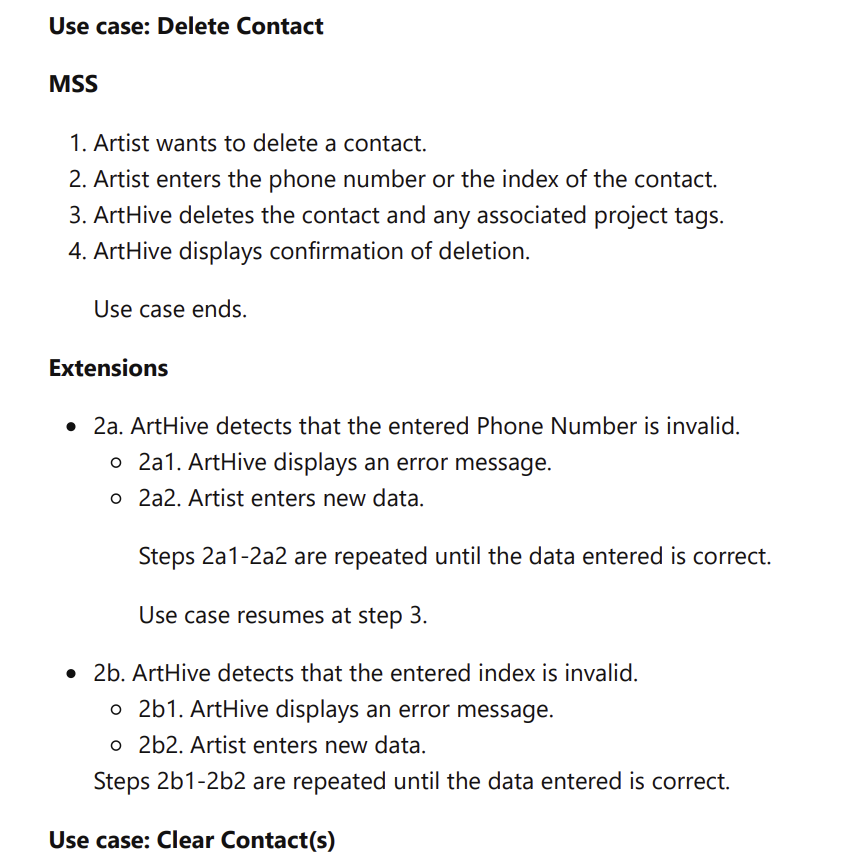 Use case: Delete Contact
MSS
1. Artist wants to delete a contact.
2. Artist enters the phone number or the index of the contact.
3. ArtHive deletes the contact and any associated project tags.
4. ArtHive displays confirmation of deletion.
Use case ends.
Extensions
• 2a. ArtHive detects that the entered Phone Number is invalid.
○ 2a1. ArtHive displays an error message.
○ 2a2. Artist enters new data.
Steps 2a1-2a2 are repeated until the data entered is correct.
Use case resumes at step 3.
• 2b. ArtHive detects that the entered index is invalid.
○ 2b1. ArtHive displays an error message.
○ 2b2. Artist enters new data.
Steps 2b1-2b2 are repeated until the data entered is correct.
Use case: Clear Contact(s)